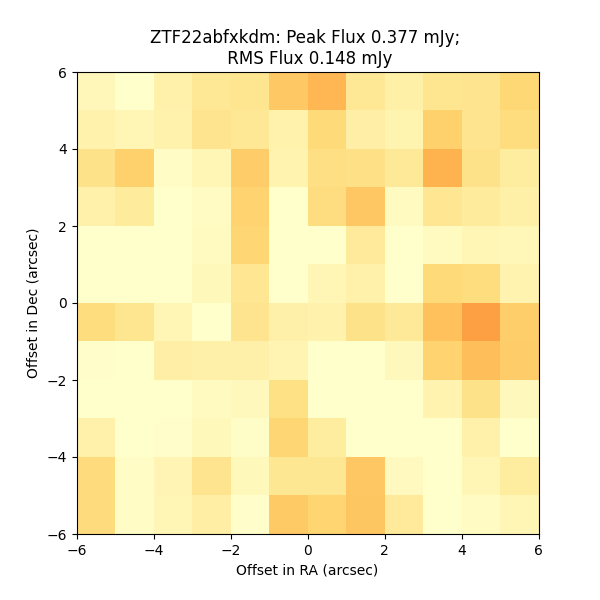 ZTF22abfxkdm: Peak Flux 0.377 mJy;
RMS Flux 0.148 mJy
6
4
2
0
−2
−4
−6
Offset in Dec (arcsec)
−6 −4 −2 0 2 4 6
Offset in RA (arcsec)